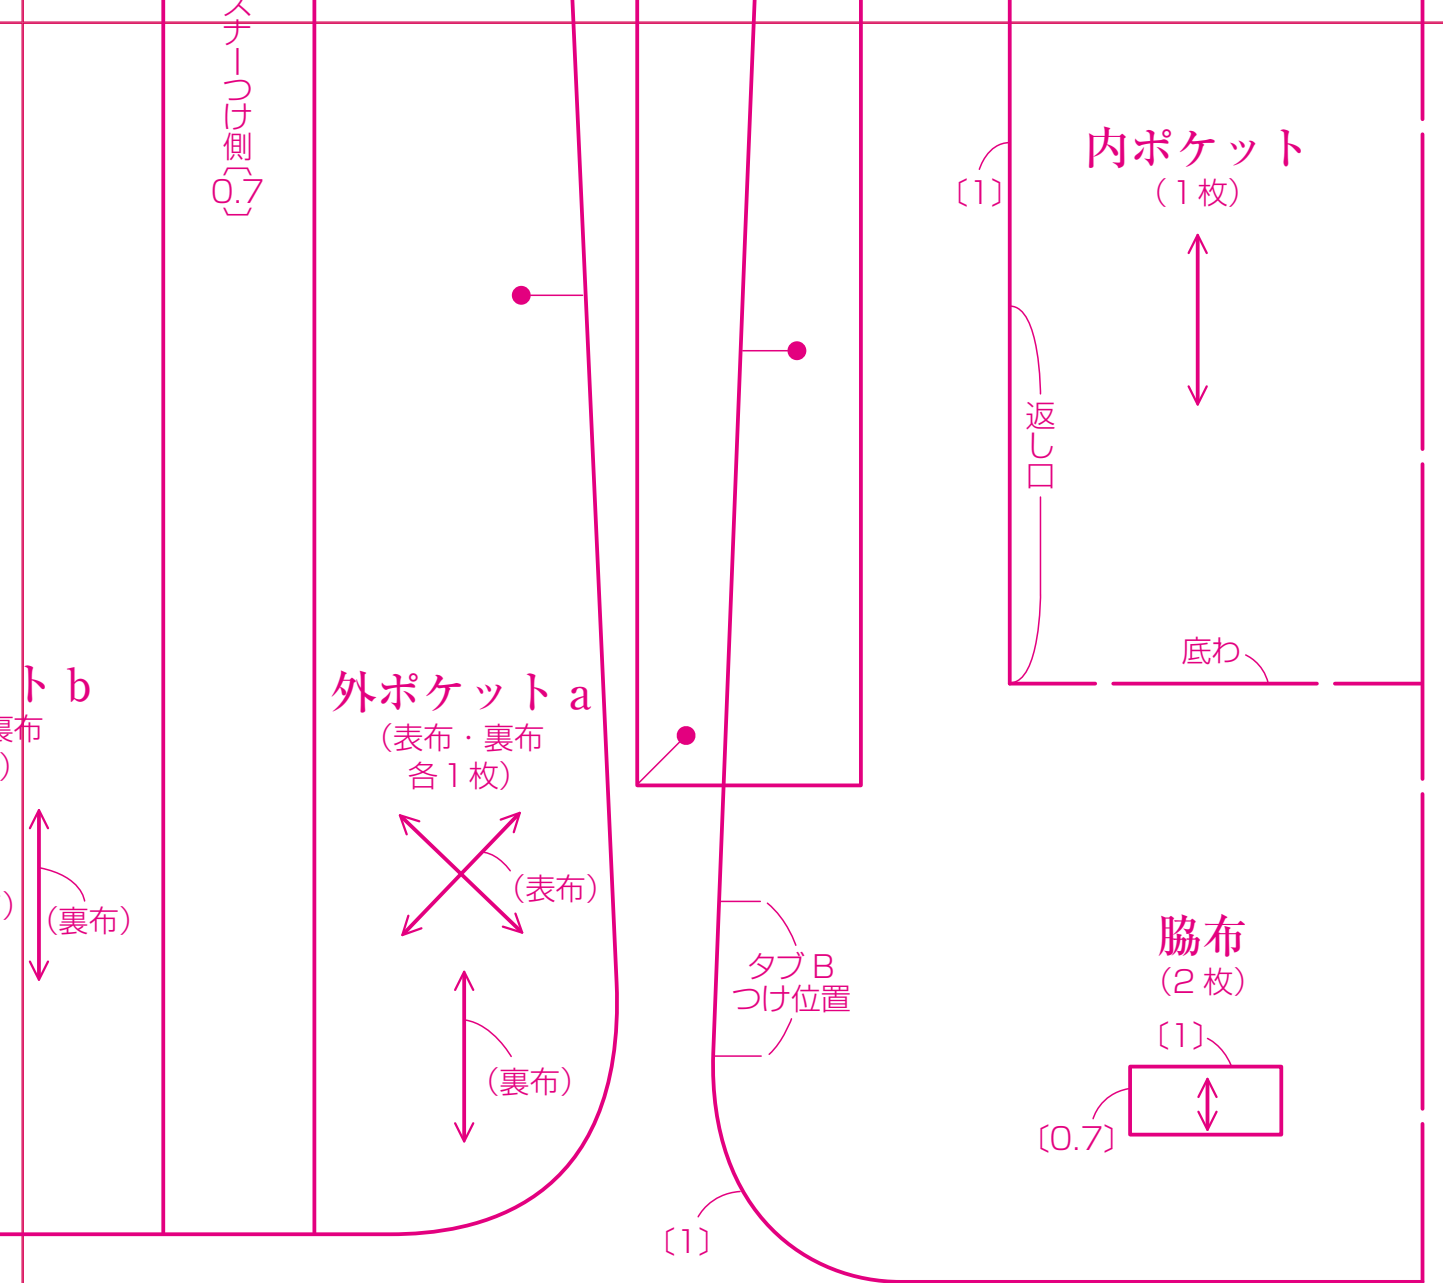 スナーつけ側〔0.7〕
内ポケット
（1枚）
〔1〕
返し口
底わ
ト b
裏布
）
）
（裏布）
外ポケット a
（表布・裏布
各1枚）
（表布）
（裏布）
タブ B
つけ位置
〔1〕
脇布
（2 枚）
〔1〕
〔0.7〕